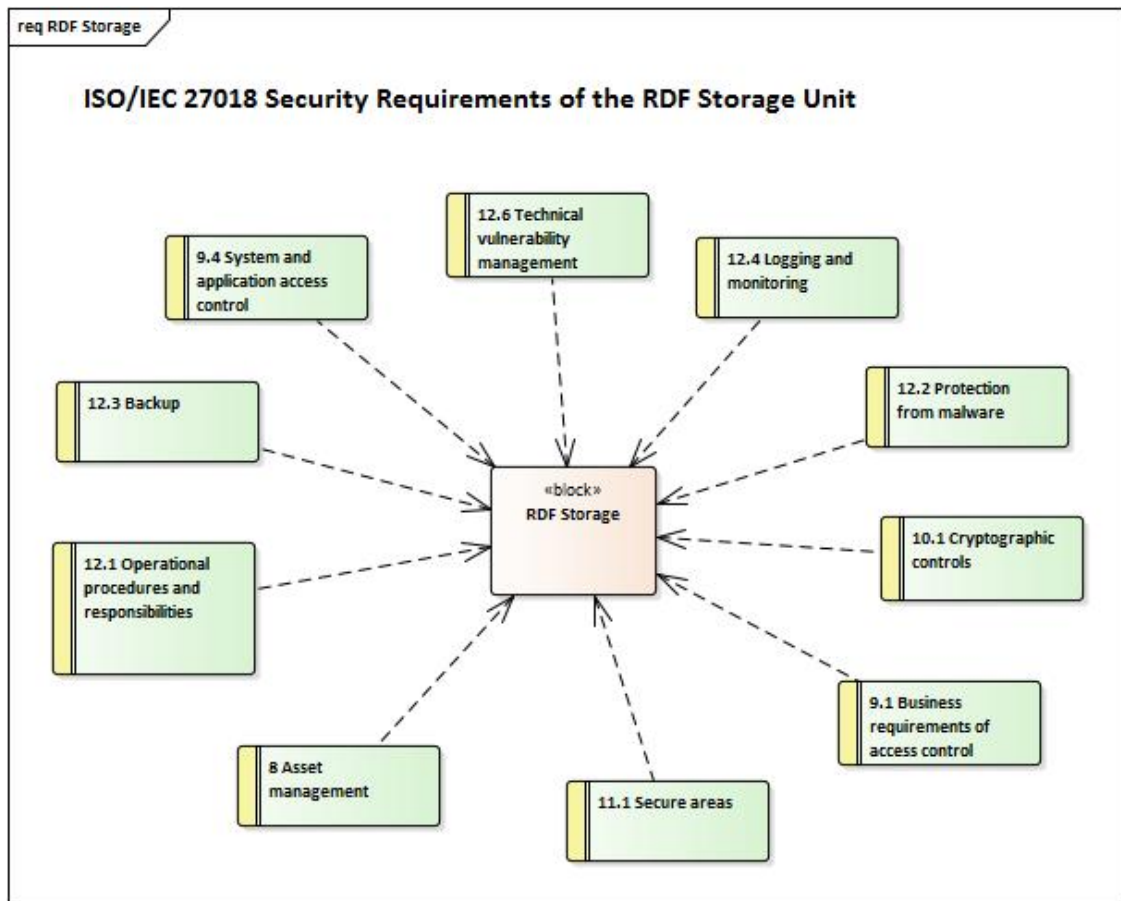 req RDF Storage
ISO/IEC 27018 Security Requirements of the RDF Storage Unit
12.6 Technical
vulnerability
management
9.4 System and
application access
control
12.4 Logging and
monitoring
12.3 Backup
12.2 Protection
from malware
«block»
RDF Storage
10.1 Cryptographic
controls
12.1 Operational
procedures and
responsibilities
9.1 Business
requirements of
access control
8 Asset
management
11.1 Secure areas